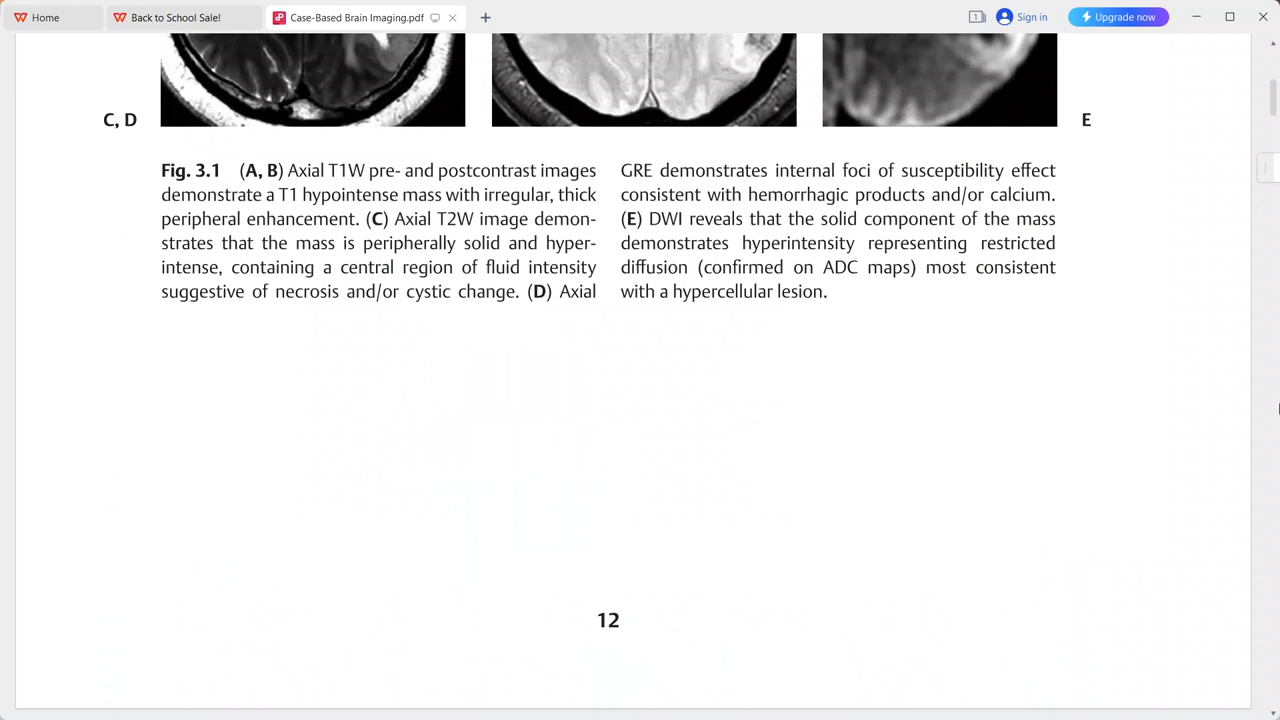 Home
Back to School Sale!
Case-Based Brain Imaging.pdf
1
Sign in
Upgrade now
C, D
E
Fig. 3.1 (A, B) Axial T1W pre- and postcontrast images
demonstrate a T1 hypointense mass with irregular, thick
peripheral enhancement. (C) Axial T2W image demon-
strates that the mass is peripherally solid and hyper-
intense, containing a central region of fluid intensity
suggestive of necrosis and/or cystic change. (D) Axial
GRE demonstrates internal foci of susceptibility effect
consistent with hemorrhagic products and/or calcium.
(E) DWI reveals that the solid component of the mass
demonstrates hyperintensity representing restricted
diffusion (confirmed on ADC maps) most consistent
with a hypercellular lesion.
12